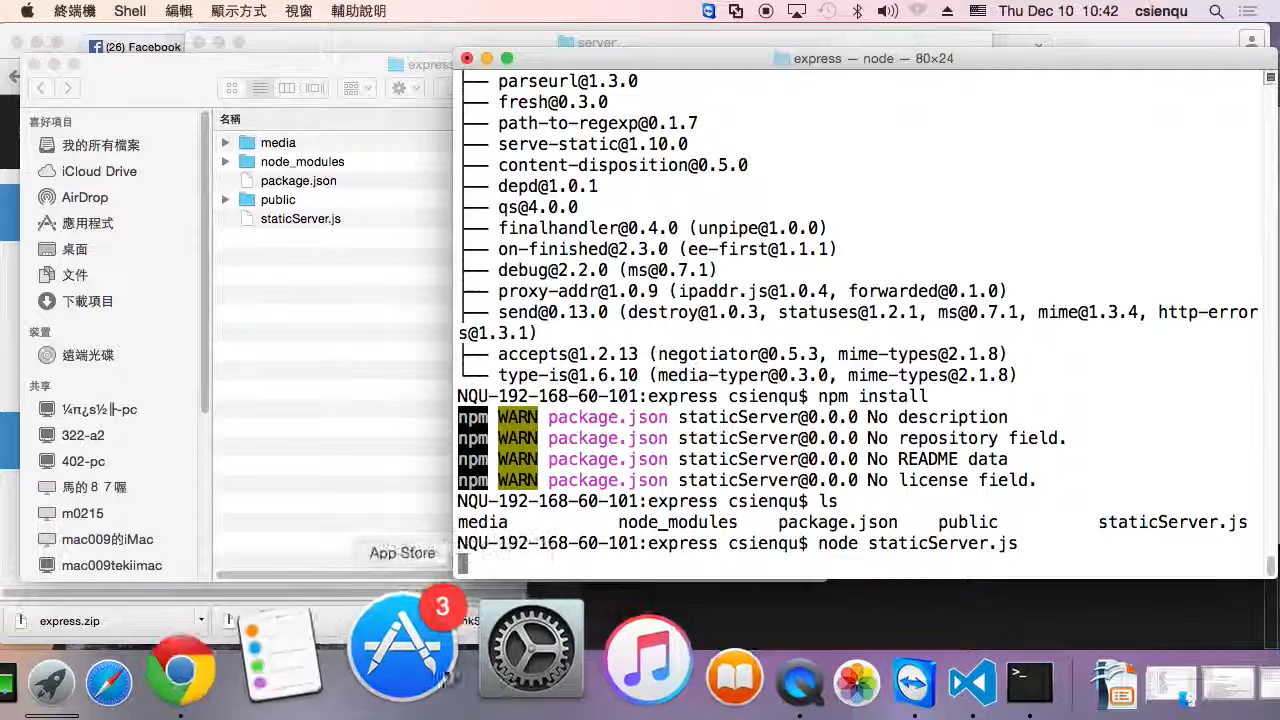 終端機 Shell 編輯 顯示方式 視窗 輔助說明 Thu Dec 10 10:42 csienqu
(26) Facebook
server
express
express — node — 80×24
喜好項目
我的所有檔案
iCloud Drive
AirDrop
應用程式
桌面
文件
下載項目
裝置
遠端光碟
共享
322-a2
402-pc
馬的８７喔
m0215
mac009的iMac
mac009tekiimac
名稱
media
node_modules
package.json
public
staticServer.js
├── parseurl@1.3.0
├── fresh@0.3.0
├── path-to-regexp@0.1.7
├── serve-static@1.10.0
├── content-disposition@0.5.0
├── depd@1.0.1
├── qs@4.0.0
├── finalhandler@0.4.0 (unpipe@1.0.0)
├── on-finished@2.3.0 (ee-first@1.1.1)
├── debug@2.2.0 (ms@0.7.1)
├── proxy-addr@1.0.9 (ipaddr.js@1.0.4, forwarded@0.1.0)
├── send@0.13.0 (destroy@1.0.3, statuses@1.2.1, ms@0.7.1, mime@1.3.4, http-error
s@1.3.1)
├── accepts@1.2.13 (negotiator@0.5.3, mime-types@2.1.8)
└── type-is@1.6.10 (media-typer@0.3.0, mime-types@2.1.8)
NQU-192-168-60-101:express csienqu$ npm install
npm WARN package.json staticServer@0.0.0 No description
npm WARN package.json staticServer@0.0.0 No repository field.
npm WARN package.json staticServer@0.0.0 No README data
npm WARN package.json staticServer@0.0.0 No license field.
NQU-192-168-60-101:express csienqu$ ls
media node_modules package.json public staticServer.js
NQU-192-168-60-101:express csienqu$ node staticServer.js
App Store
express.zip
3